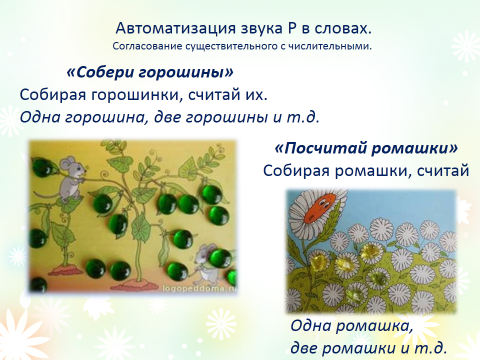 Автоматизация звука Р в словах.
Согласование существительного с числительными.
«Собери горошины»
Собирая горошинки, считай их.
Одна горошина, две горошины и т.д.
«Посчитай ромашки»
Собирая ромашки, считай
logopeddoma.ru
Одна ромашка,
две ромашки и т.д.